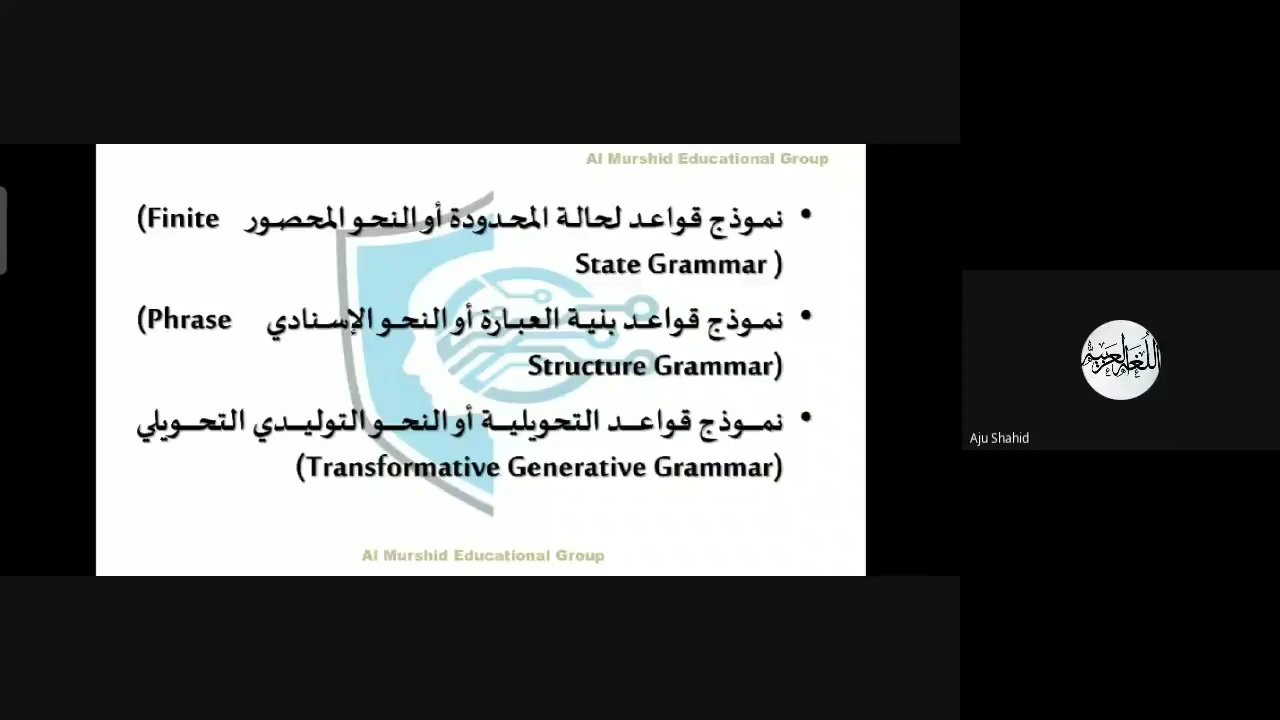 Al Murshid Educational Group
• نموذج قواعد لحالة المحدودة أو النحو المحصور (Finite
State Grammar )
• نموذج قواعد بنية العبارة أو النحو الإسنادي (Phrase
Structure Grammar)
• نموذج قواعد التحويلية أو النحو التوليدي التحويلي
(Transformative Generative Grammar)
Al Murshid Educational Group
اللغة العربية
Aju Shahid